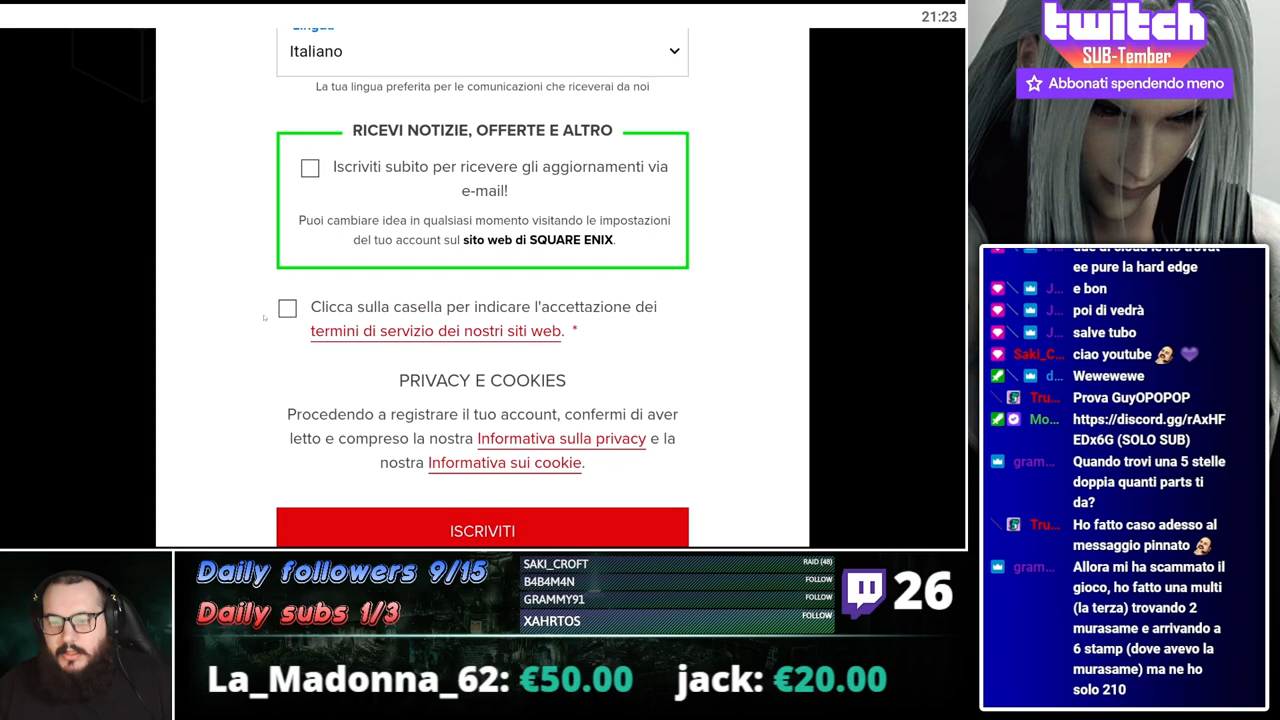 21:23
Italiano
La tua lingua preferita per le comunicazioni che riceverai da noi
RICEVI NOTIZIE, OFFERTE E ALTRO
Iscriviti subito per ricevere gli aggiornamenti via
e-mail!
Puoi cambiare idea in qualsiasi momento visitando le impostazioni
del tuo account sul sito web di SQUARE ENIX.
Clicca sulla casella per indicare l'accettazione dei
termini di servizio dei nostri siti web. *
PRIVACY E COOKIES
Procedendo a registrare il tuo account, confermi di aver
letto e compreso la nostra Informativa sulla privacy e la
nostra Informativa sui cookie.
ISCRIVITI
twitch
SUB-Tember
Abbonati spendendo meno
ee pure la hard edge
J... e bon
J... poi di vedrà
J... salve tubo
Saki_C... ciao youtube
d... Wewewewe
Tru... Prova GuyOPOPOP
Mo... https://discord.gg/rAxHF
EDx6G (SOLO SUB)
gram... Quando trovi una 5 stelle
doppia quanti parts ti
da?
Tru... Ho fatto caso adesso al
messaggio pinnato
gram... Allora mi ha scammato il
gioco, ho fatto una multi
(la terza) trovando 2
murasame e arrivando a
6 stamp (dove avevo la
murasame) ma ne ho
solo 210
Daily followers 9/15
Daily subs 1/3
SAKI_CROFT RAID (48)
B4B4M4N FOLLOW
GRAMMY91 FOLLOW
XAHRTOS FOLLOW
26
La_Madonna_62: €50.00 jack: €20.00